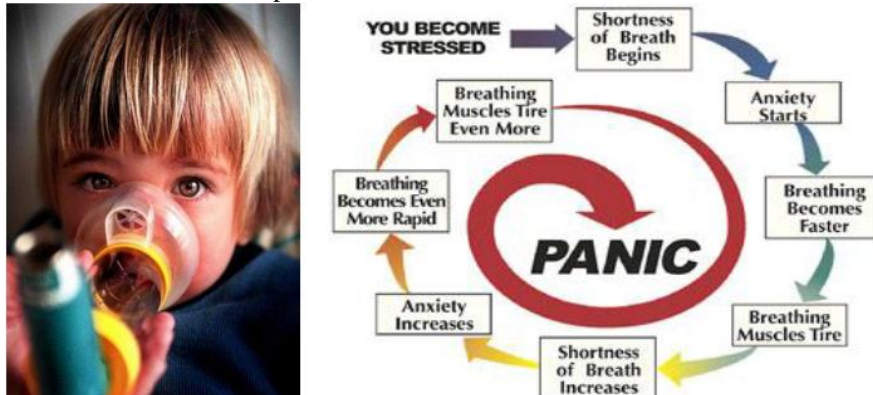 YOU BECOME
STRESSED
Shortness
of Breath
Begins
Anxiety
Starts
Breathing
Becomes
Faster
Breathing
Muscles Tire
Shortness
of Breath
Increases
Anxiety
Increases
Breathing
Becomes Even
More Rapid
Breathing
Muscles Tire
Even More
PANIC